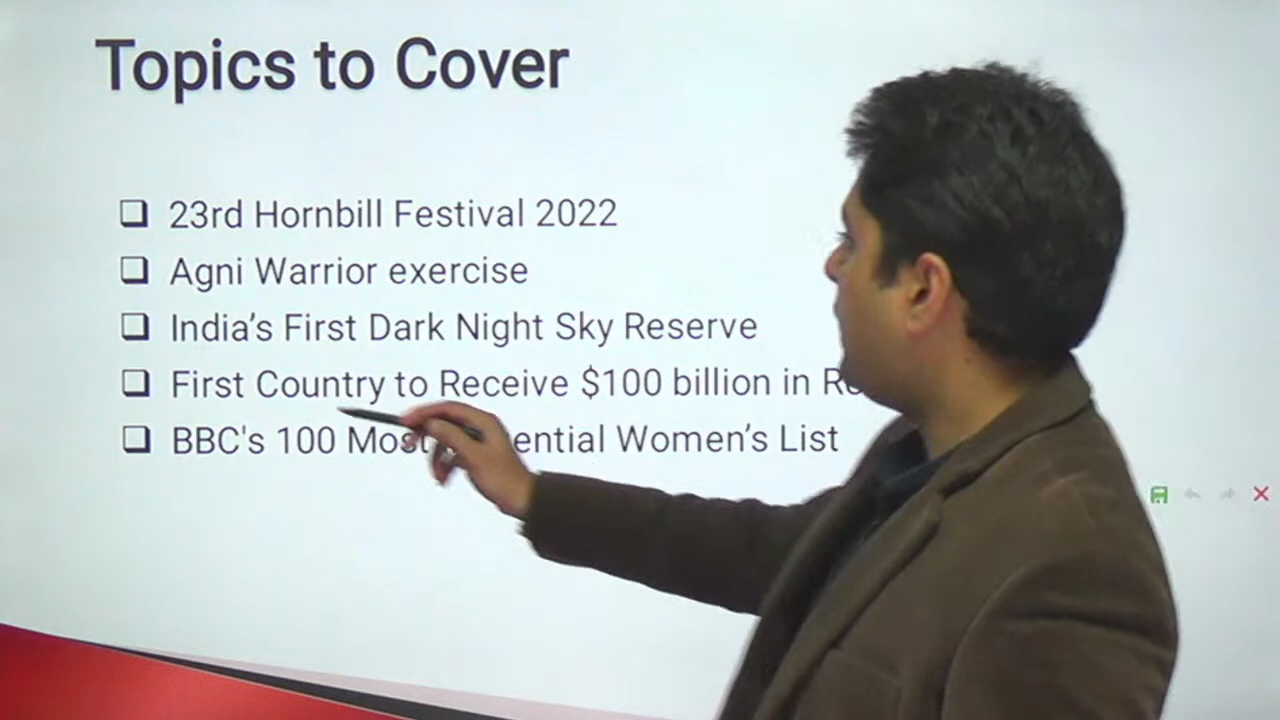 Topics to Cover
23rd Hornbill Festival 2022
Agni Warrior exercise
India's First Dark Night Sky Reserve
First Country to Receive $100 billion in
BBC's 100 Most Women's List